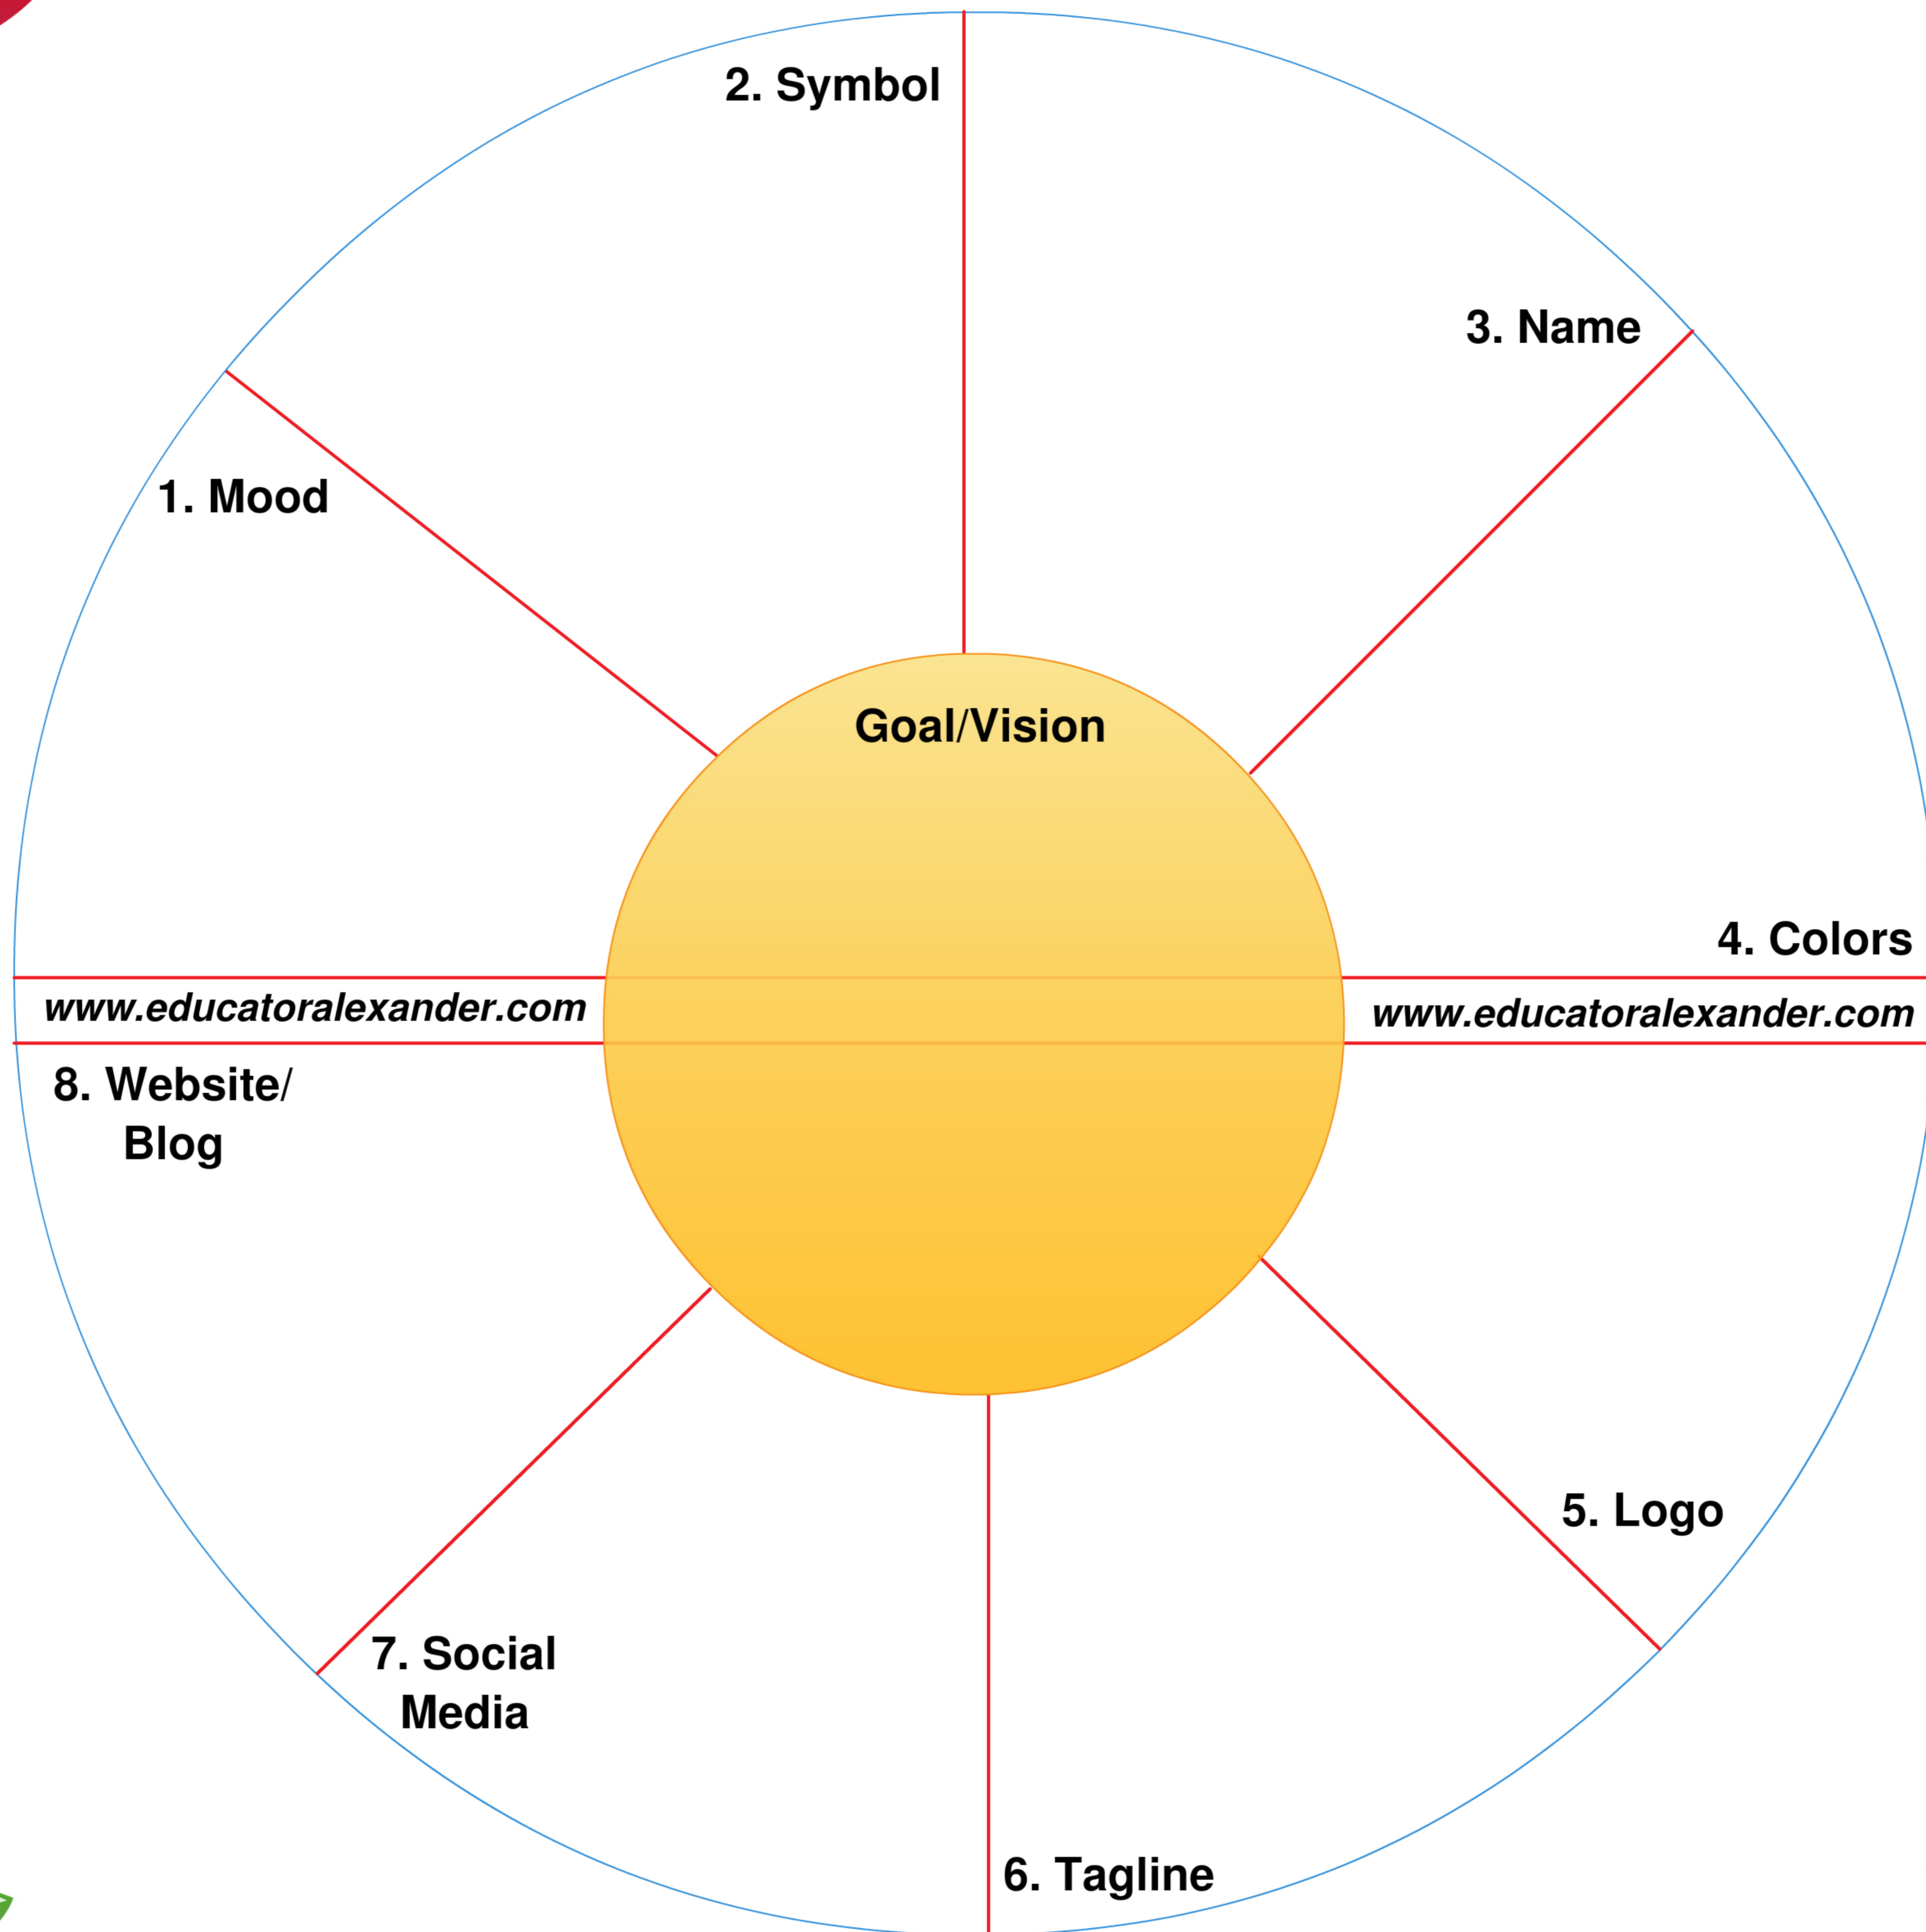 2. Symbol
3. Name
1. Mood
Goal/Vision
4. Colors
www.educatoralexander.com
www.educatoralexander.com
8. Website/
Blog
5. Logo
7. Social
Media
6. Tagline